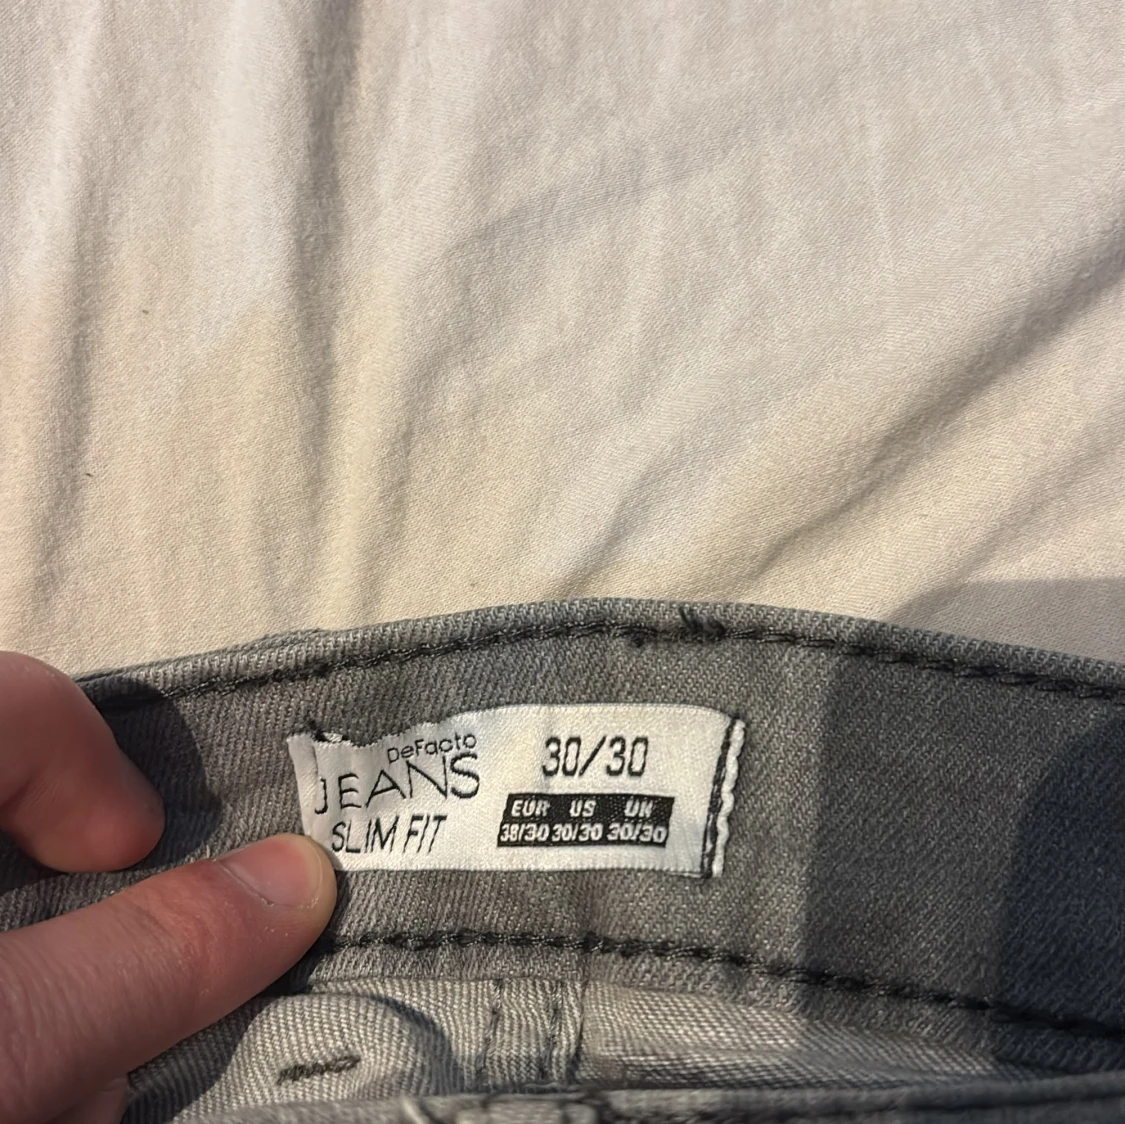 DeFacto
JEANS
SLIM FIT
30/30
EUR US UK
38/30 30/30 30/30